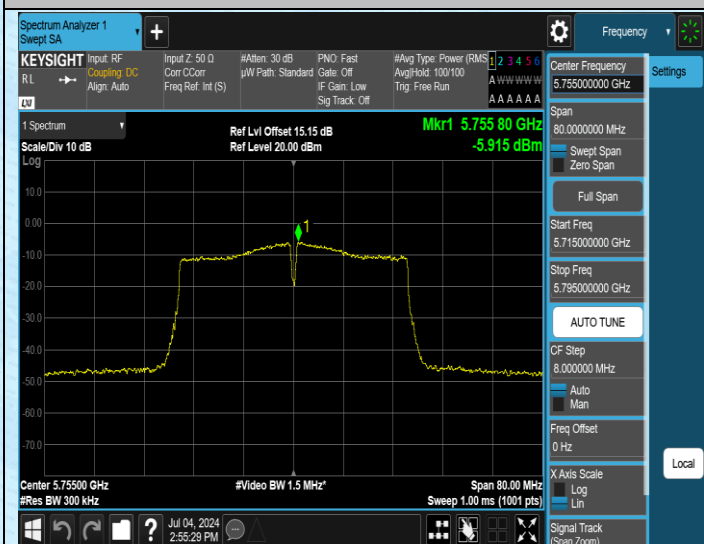 Spectrum Analyzer 1
Swept SA
+
Frequency
KEYSIGHT
RL
LXI
Input: RF
Coupling: DC
Align: Auto
Input Z: 50 Ω
Corr CCorr
Freq Ref: Int (S)
#Atten: 30 dB
µW Path: Standard
PNO: Fast
Gate: Off
IF Gain: Low
Sig Track: Off
#Avg Type: Power (RMS
Avg|Hold: 100/100
Trig: Free Run
1 2 3 4 5 6
A W W W W W
A A A A A A
1 Spectrum
Scale/Div 10 dB
Ref Lvl Offset 15.15 dB
Ref Level 20.00 dBm
Mkr1 5.755 80 GHz
-5.915 dBm
Log
10.0
0.00
-10.0
-20.0
-30.0
-40.0
-50.0
-60.0
-70.0
1
Center 5.75500 GHz
#Res BW 300 kHz
#Video BW 1.5 MHz*
Span 80.00 MHz
Sweep 1.00 ms (1001 pts)
Jul 04, 2024
2:55:29 PM
?
Center Frequency
5.755000000 GHz
Settings
Span
80.0000000 MHz
Swept Span
Zero Span
Full Span
Start Freq
5.715000000 GHz
Stop Freq
5.795000000 GHz
AUTO TUNE
CF Step
8.000000 MHz
Auto
Man
Freq Offset
0 Hz
Local
X Axis Scale
Log
Lin
Signal Track
(Span Zoom)